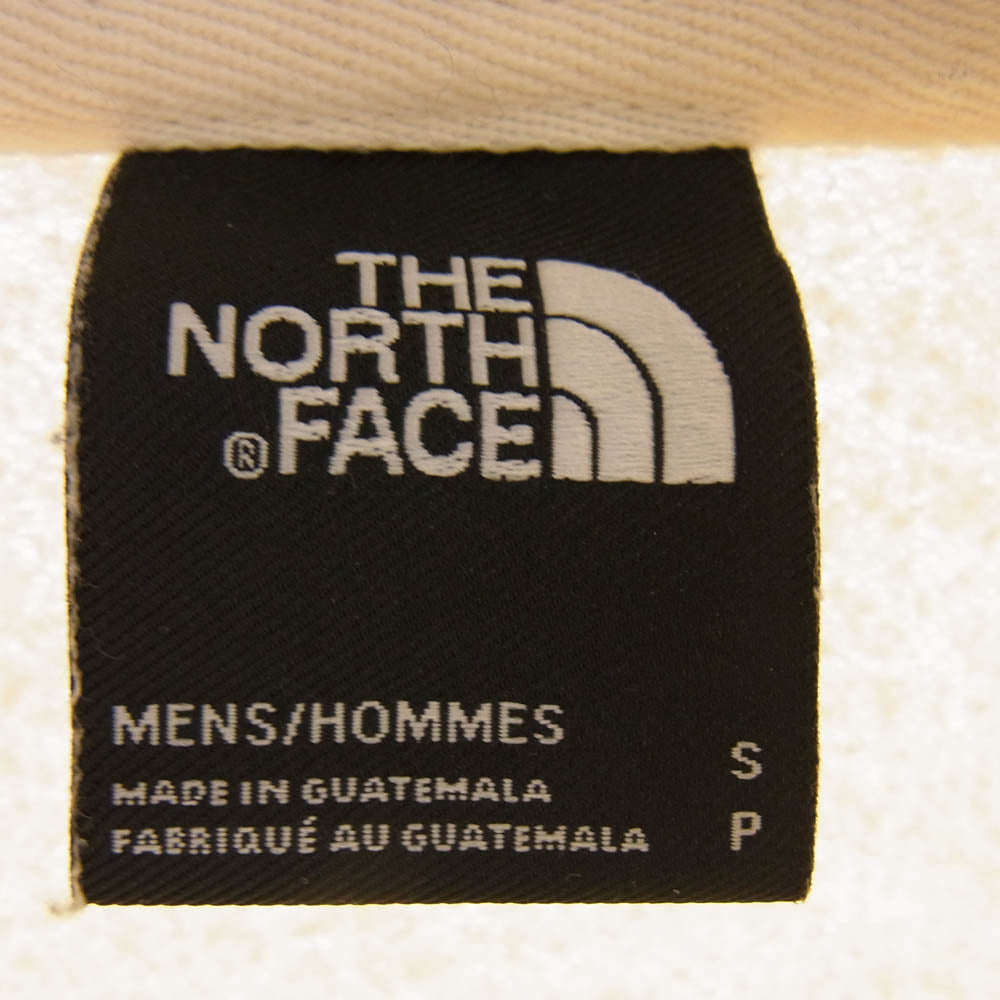 THE
NORTH
®FACE
MENS/HOMMES
S
MADE IN GUATEMALA
FABRIQUÉ AU GUATEMALA
P